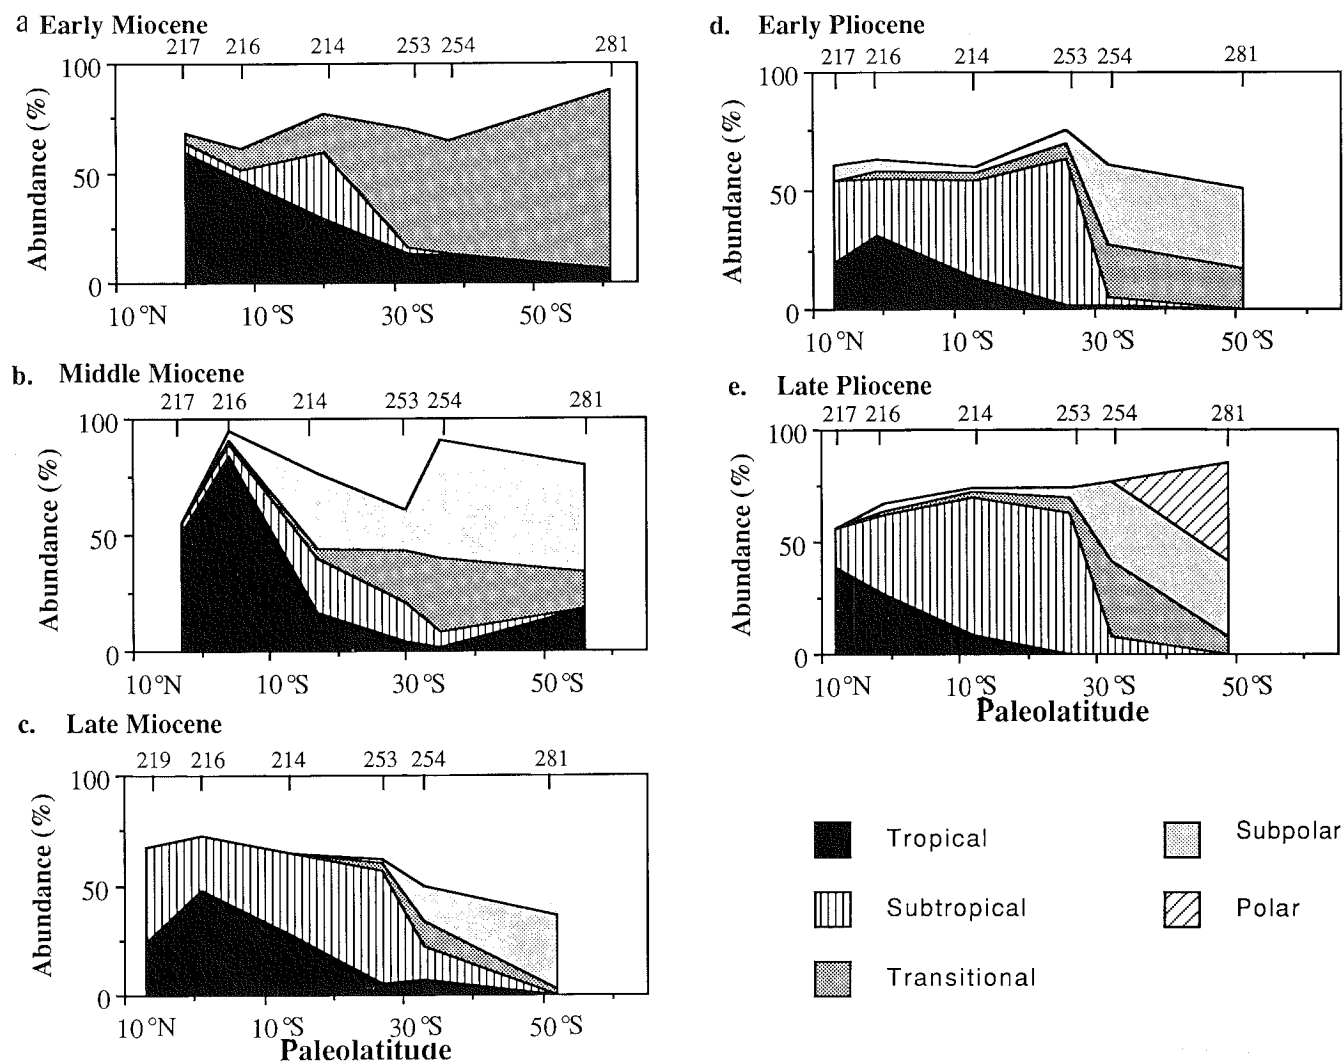 a Early Miocene
217 216 214 253 254 281
100
50
0
Abundance (%)
10°N 10°S 30°S 50°S
b. Middle Miocene
217 216 214 253 254 281
100
50
0
Abundance (%)
10°N 10°S 30°S 50°S
c. Late Miocene
219 216 214 253 254 281
100
50
0
Abundance (%)
10°N 10°S 30°S 50°S
Paleolatitude
d. Early Pliocene
217 216 214 253 254 281
100
50
0
Abundance (%)
10°N 10°S 30°S 50°S
e. Late Pliocene
217 216 214 253 254 281
100
50
0
Abundance (%)
10°N 10°S 30°S 50°S
Paleolatitude
Tropical
Subtropical
Transitional
Subpolar
Polar